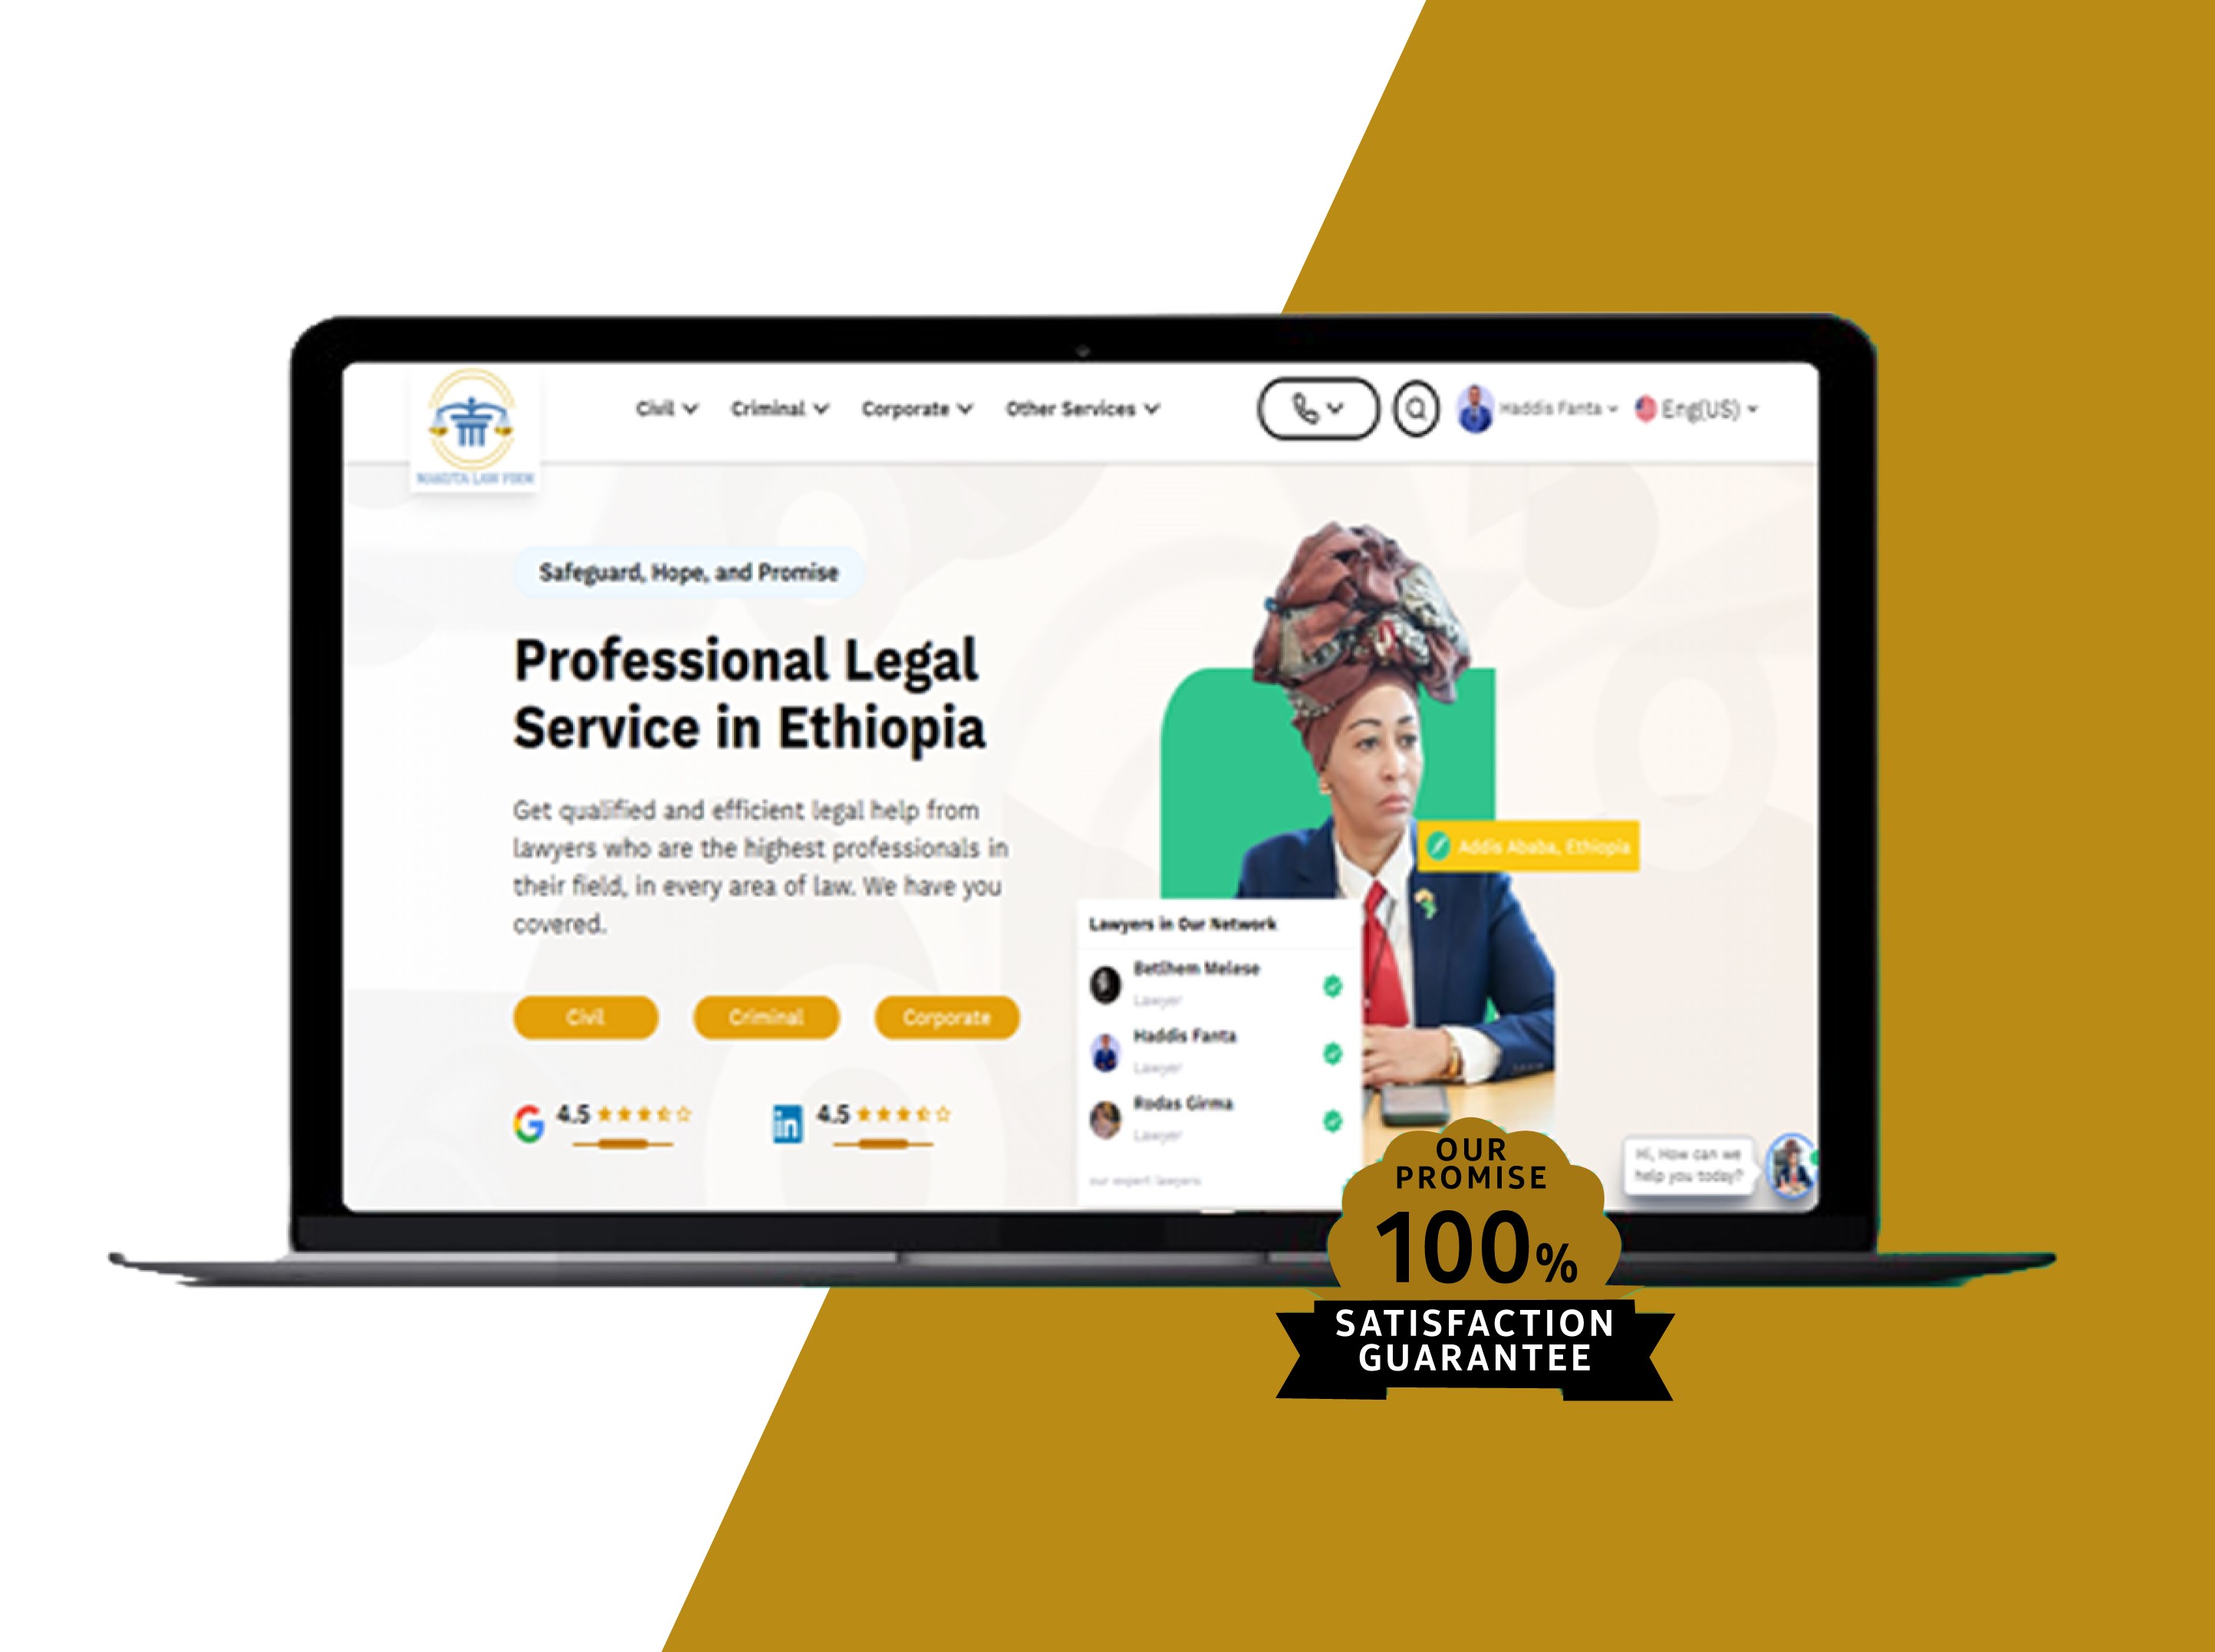 Civil
Criminal
Corporate
Other Services
Haddis Fanta
Eng(US)
LAW FIRM
Safeguard, Hope, and Promise
Professional Legal
Service in Ethiopia
Get qualified and efficient legal help from
lawyers who are the highest professionals in
their field, in every area of law. We have you
covered.
Civil
Criminal
Corporate
4.5
4.5
Addis Ababa, Ethiopia
Lawyers in Our Network
Betlhem Melese
Lawyer
Haddis Fanta
Lawyer
Rodas Girma
Lawyer
our expert lawyers
Hi, How can we
help you today?
OUR
PROMISE
100%
SATISFACTION
GUARANTEE